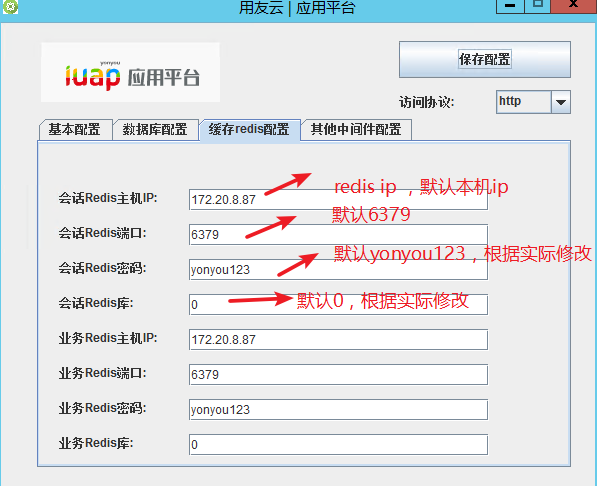 用友云 | 应用平台
yonyou
iuap 应用平台
保存配置
访问协议: http
基本配置 数据库配置 缓存redis配置 其他中间件配置
redis ip ，默认本机ip
会话Redis主机IP: 172.20.8.87
默认6379
会话Redis端口: 6379
默认yonyou123，根据实际修改
会话Redis密码: yonyou123
会话Redis库: 0 默认0，根据实际修改
业务Redis主机IP: 172.20.8.87
业务Redis端口: 6379
业务Redis密码: yonyou123
业务Redis库: 0